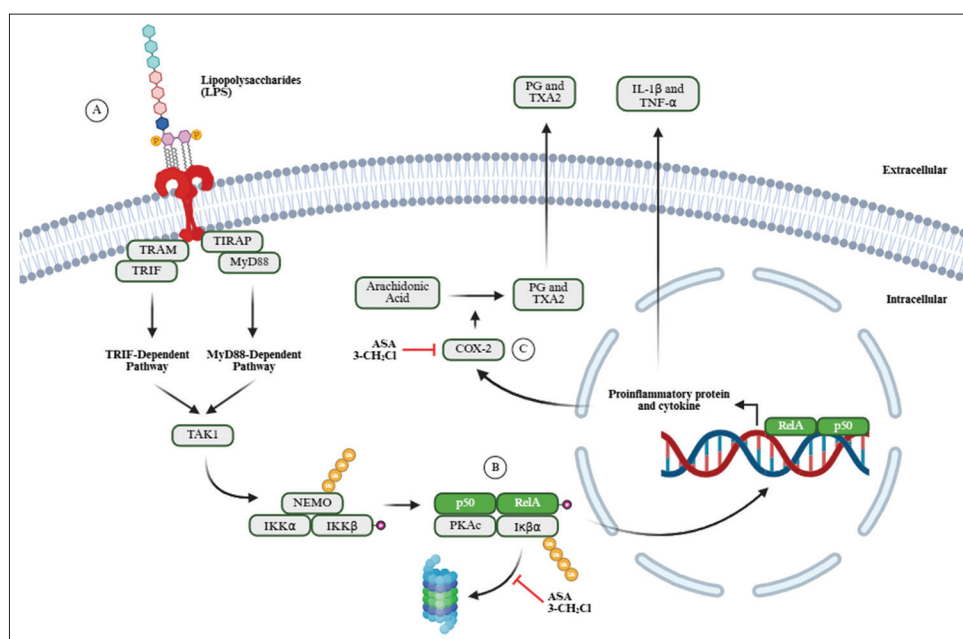 A
Lipopolysaccharides
(LPS)
P
P
PG and
TXA2
IL-1β and
TNF-α
Extracellular
TRAM
TRIF
TIRAP
MyD88
Intracellular
Arachidonic
Acid
PG and
TXA2
ASA
3-CH₂Cl
COX-2
C
TRIF-Dependent
Pathway
MyD88-Dependent
Pathway
Proinflammatory protein
and cytokine
RelA
p50
TAK1
B
NEMO
IKKα
IKKβ
p50
RelA
PKAc
Iκβα
ASA
3-CH₂Cl